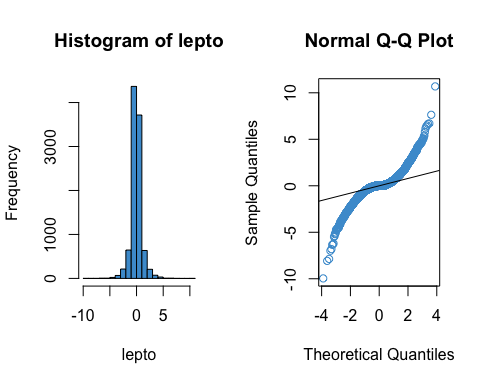 Histogram of lepto
Frequency
0
1000
3000
-10
0
5
lepto
Normal Q-Q Plot
Sample Quantiles
-10
-5
0
5
10
-4
-2
0
2
4
Theoretical Quantiles